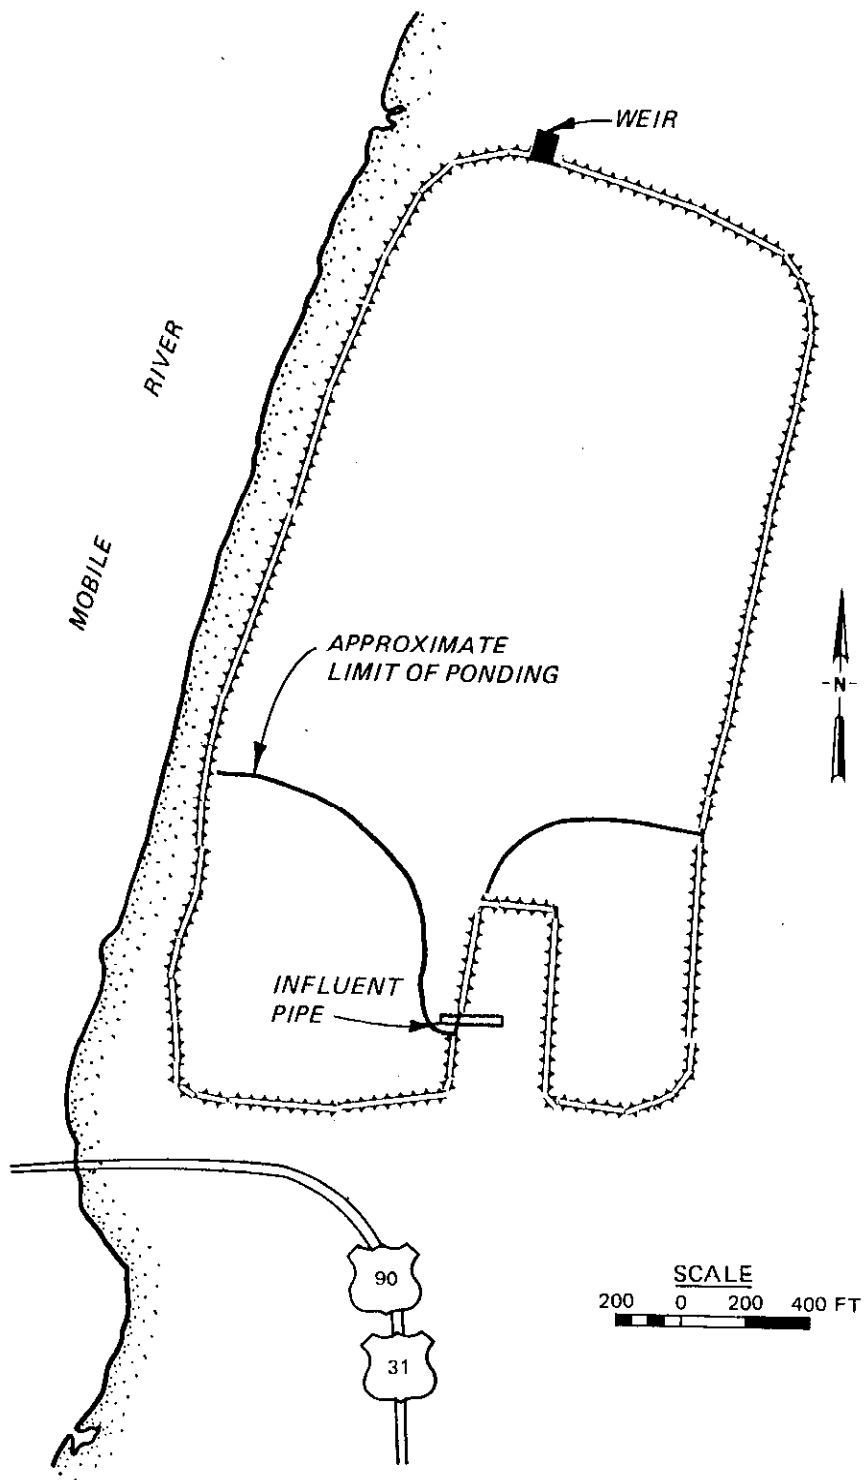 WEIR
RIVER
MOBILE
APPROXIMATE
LIMIT OF PONDING
-N-
INFLUENT
PIPE
90
31
SCALE
200 0 200 400 FT